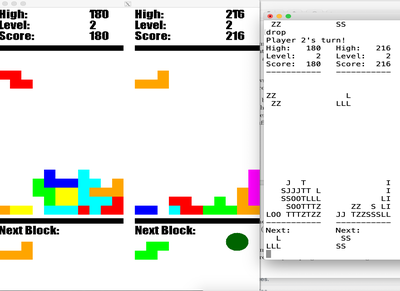 High: 180
Level: 2
Score: 180
Next Block:
High: 216
Level: 2
Score: 216
Next Block:
ZZ SS
drop
Player 2's turn!
High: 180 High: 216
Level: 2 Level: 2
Score: 180 Score: 216
----------- -----------
ZZ L
ZZ LLL
J T I
SJJJTT L I
SSOOTLLL I
SOOTTTZ ZZ S LI
LOO TTTZTZZ JJ TZZSSSLL
----------- -----------
Next: Next:
L SS
LLL SS